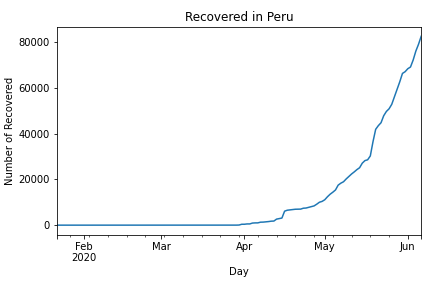 Recovered in Peru
Number of Recovered
80000
60000
40000
20000
0
Feb
2020
Mar
Apr
May
Jun
Day